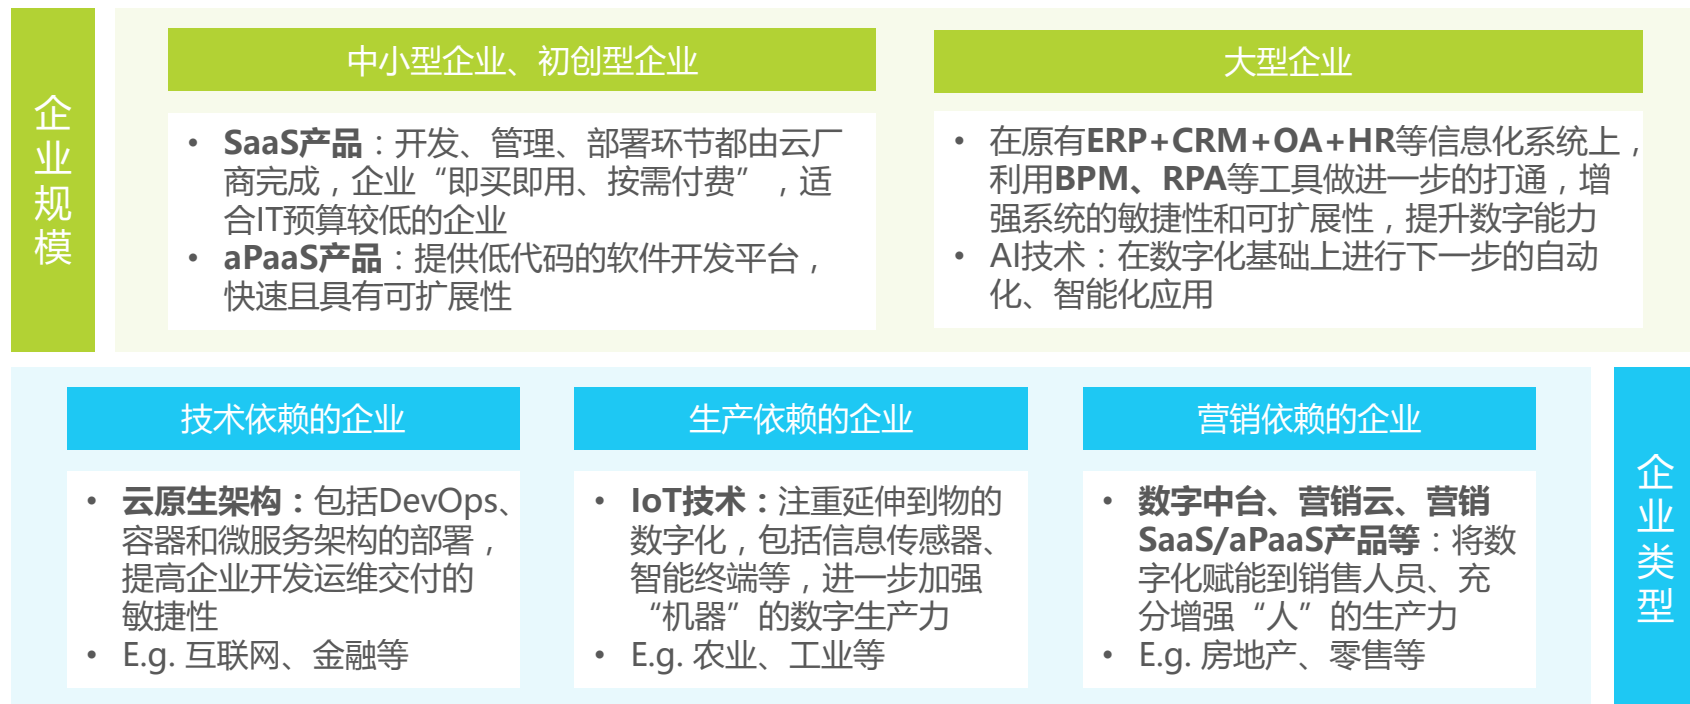 企业规模
中小型企业、初创型企业
• SaaS产品：开发、管理、部署环节都由云厂
商完成，企业“即买即用、按需付费”，适
合IT预算较低的企业
• aPaaS产品：提供低代码的软件开发平台，
快速且具有可扩展性
大型企业
• 在原有ERP+CRM+OA+HR等信息化系统上，
利用BPM、RPA等工具做进一步的打通，增
强系统的敏捷性和可扩展性，提升数字能力
• AI技术：在数字化基础上进行下一步的自动
化、智能化应用
技术依赖的企业
• 云原生架构：包括DevOps、
容器和微服务架构的部署，
提高企业开发运维交付的
敏捷性
• E.g. 互联网、金融等
生产依赖的企业
• IoT技术：注重延伸到物的
数字化，包括信息传感器、
智能终端等，进一步加强
“机器”的数字生产力
• E.g. 农业、工业等
营销依赖的企业
• 数字中台、营销云、营销
SaaS/aPaaS产品等：将数
字化赋能到销售人员、充
分增强“人”的生产力
• E.g. 房地产、零售等
企业类型